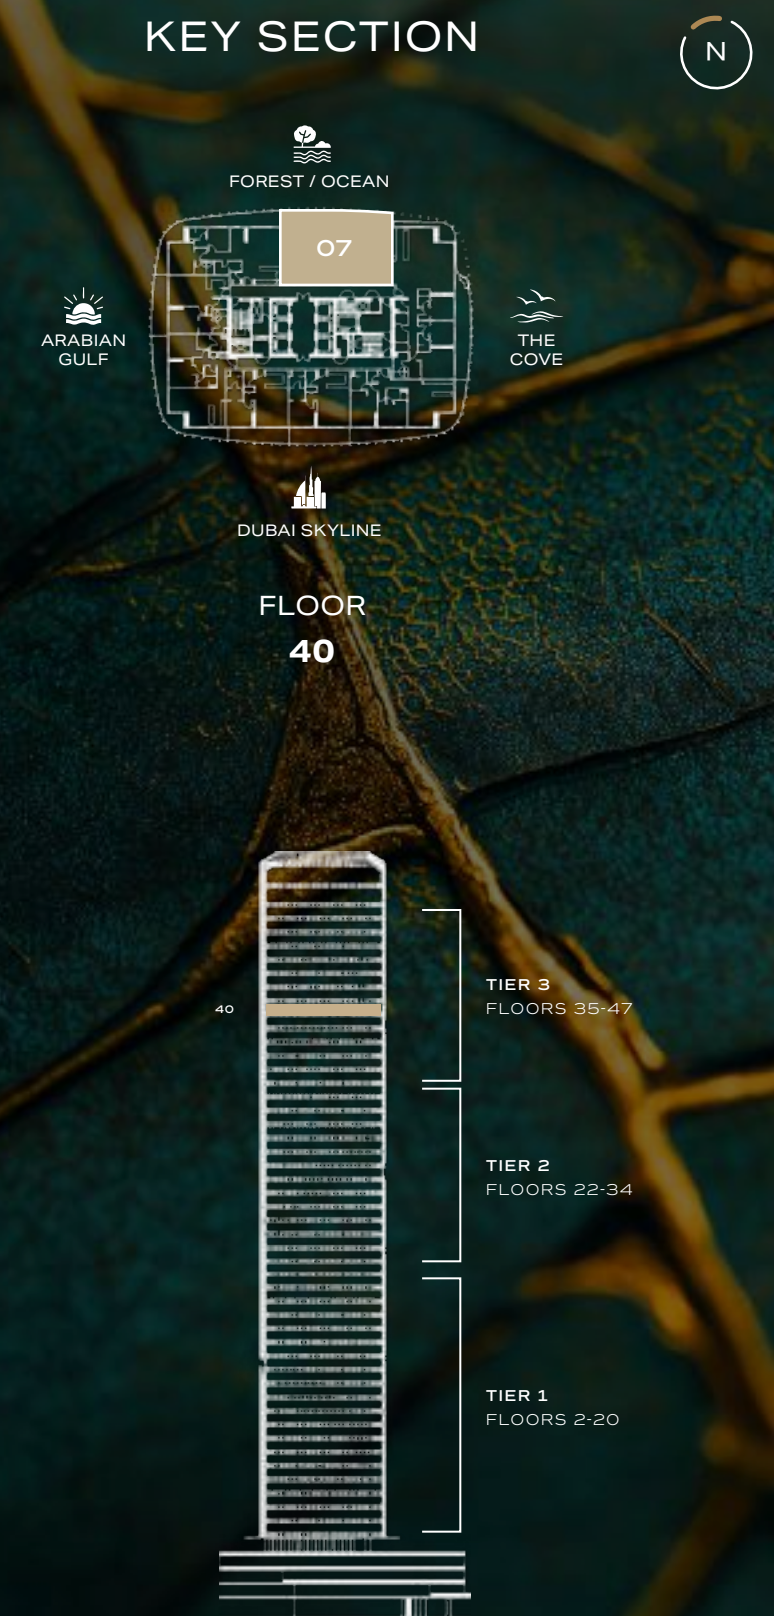 KEY SECTION
N
FOREST / OCEAN
07
ARABIAN
GULF
THE
COVE
DUBAI SKYLINE
FLOOR
40
TIER 3
40
FLOORS 35-47
TIER 2
FLOORS 22-34
TIER 1
FLOORS 2-20